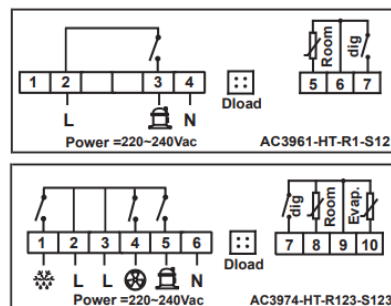 Room
dig
1 2 3 4
5 6 7
L N
Dload
Power =220~240Vac
AC3961-HT-R1-S12
dig
Room
Evap.
1 2 3 4 5 6
7 8 9 10
L L N
Dload
Power =220~240Vac
AC3974-HT-R123-S123